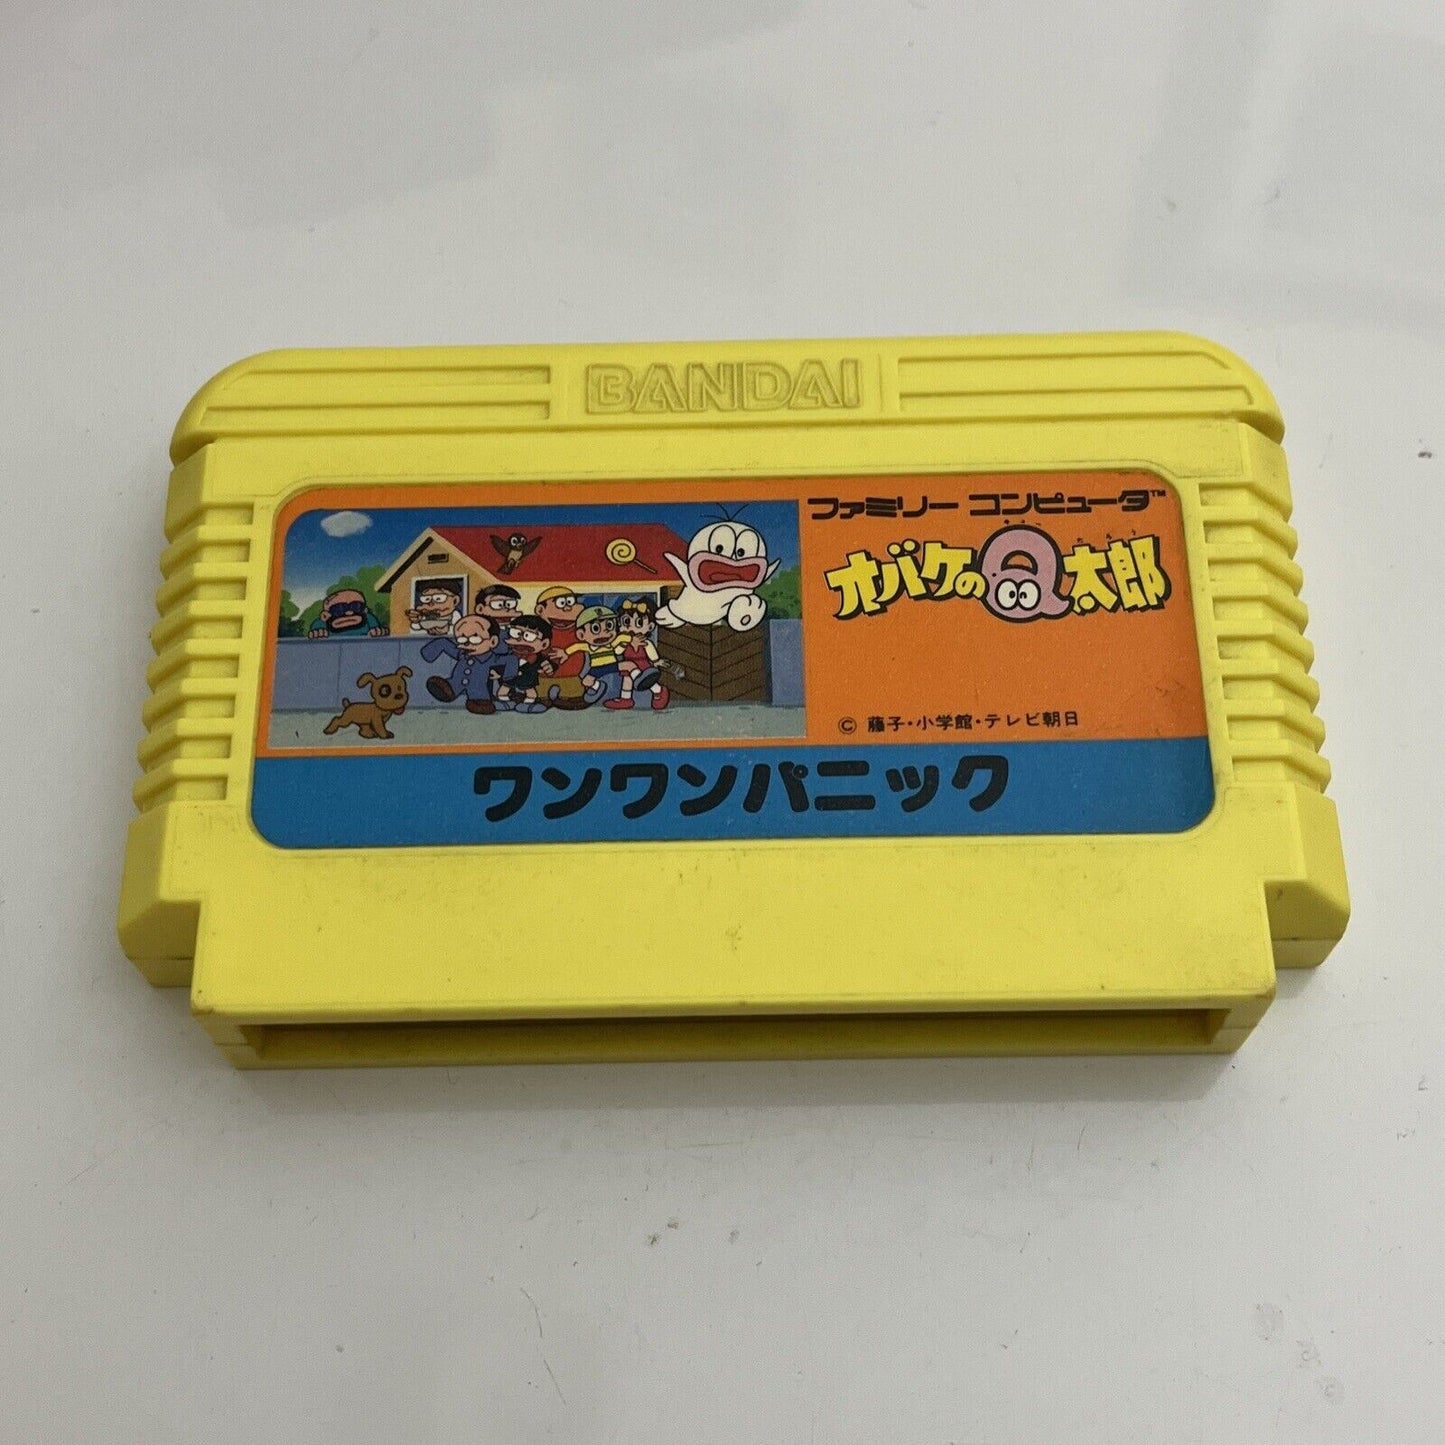 BANDAI
ファミリー コンピュータ™
オバケのQ太郎
© 藤子・小学館・テレビ朝日
ワンワンパニック